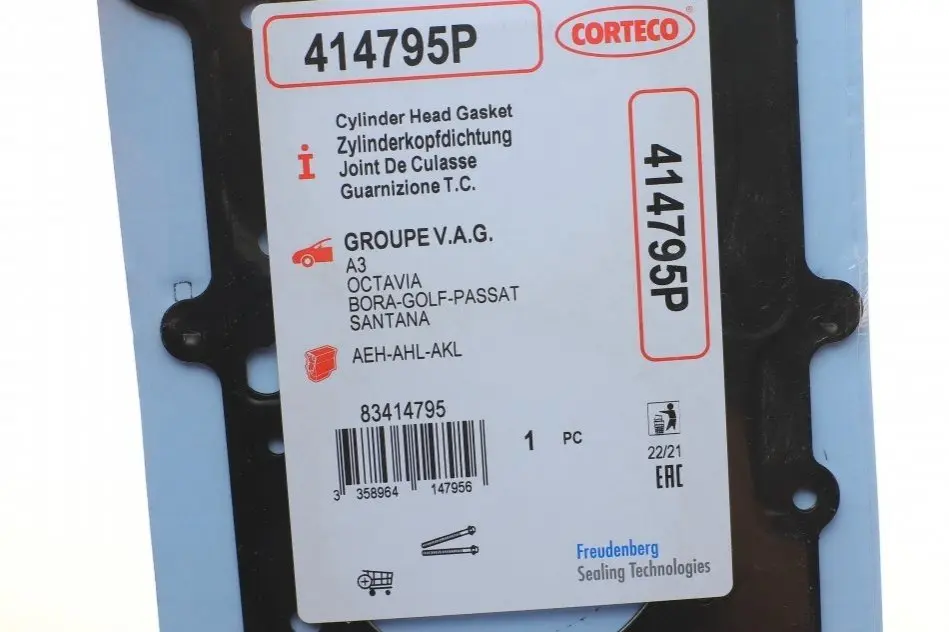 414795P
CORTECO
Cylinder Head Gasket
Zylinderkopfdichtung
Joint De Culasse
Guarnizione T.C.
414795P
GROUPE V.A.G.
A3
OCTAVIA
BORA-GOLF-PASSAT
SANTANA
AEH-AHL-AKL
83414795
1 PC
3 358964 147956
22/21
EAC
Freudenberg
Sealing Technologies